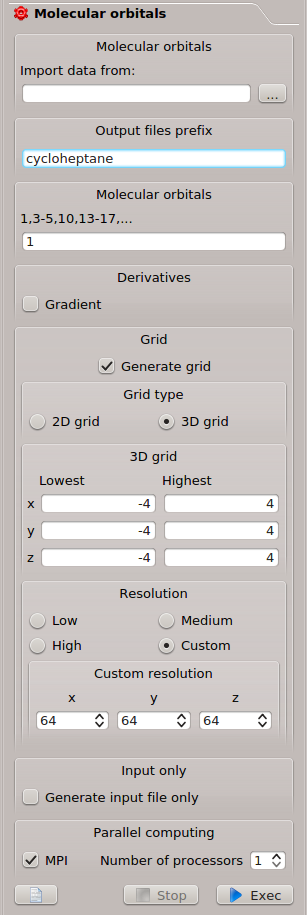 Molecular orbitals
Molecular orbitals
Import data from:
...
Output files prefix
cycloheptane
Molecular orbitals
1,3-5,10,13-17,...
1
Derivatives
Gradient
Grid
Generate grid
Grid type
2D grid 3D grid
3D grid
Lowest Highest
x -4 4
y -4 4
z -4 4
Resolution
Low Medium
High Custom
Custom resolution
x y z
64 64 64
Input only
Generate input file only
Parallel computing
MPI Number of processors 1
Stop Exec